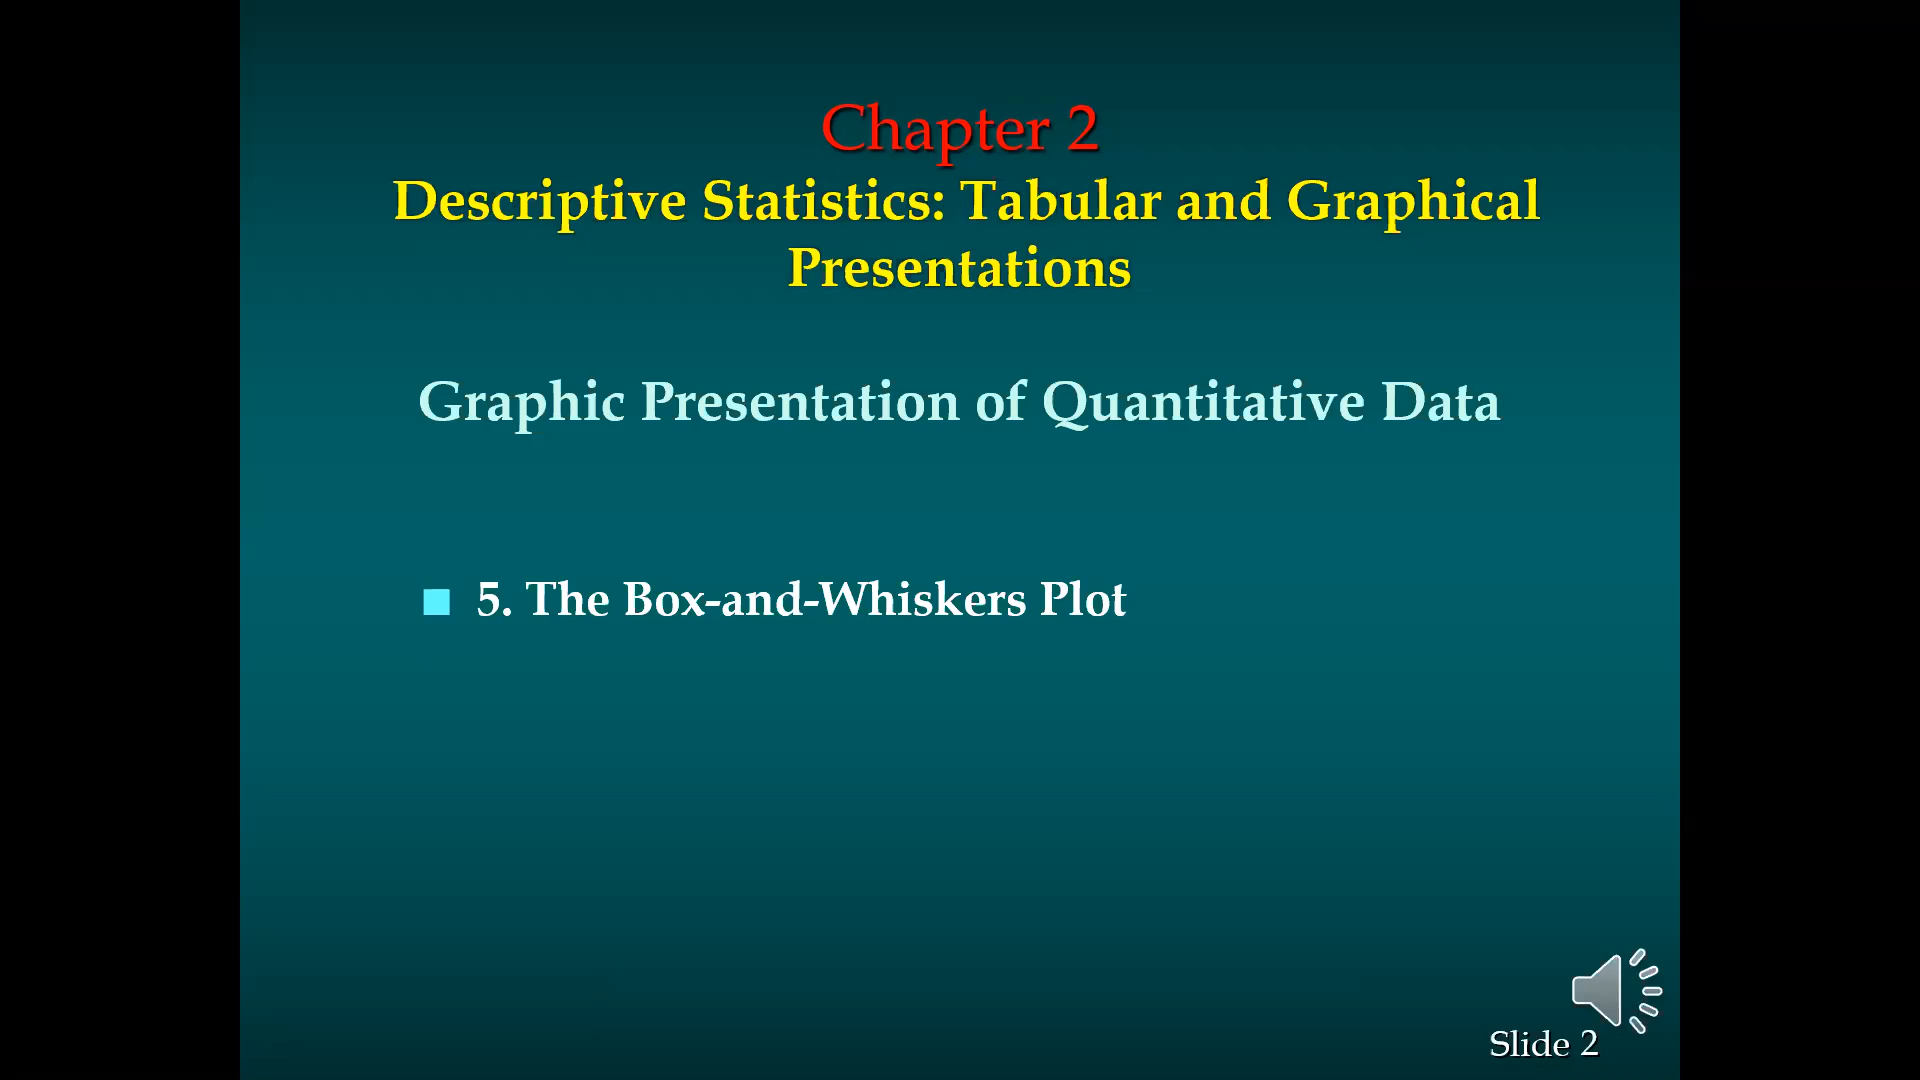 Chapter 2
Descriptive Statistics: Tabular and Graphical
Presentations
Graphic Presentation of Quantitative Data
5. The Box-and-Whiskers Plot
Slide 2